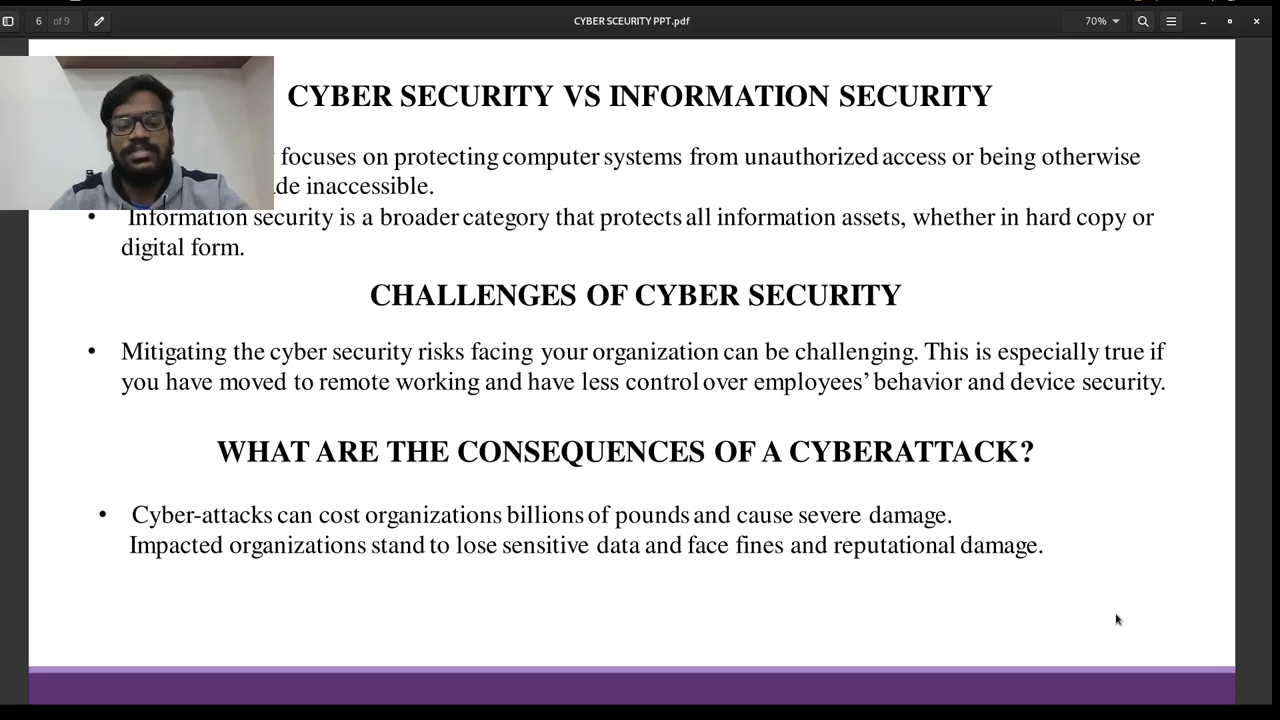 6 of 9
CYBER SCEURITY PPT.pdf
70%
CYBER SECURITY VS INFORMATION SECURITY
focuses on protecting computer systems from unauthorized access or being otherwise
inaccessible.
• Information security is a broader category that protects all information assets, whether in hard copy or
digital form.
CHALLENGES OF CYBER SECURITY
• Mitigating the cyber security risks facing your organization can be challenging. This is especially true if
you have moved to remote working and have less control over employees’ behavior and device security.
WHAT ARE THE CONSEQUENCES OF A CYBERATTACK?
• Cyber-attacks can cost organizations billions of pounds and cause severe damage.
Impacted organizations stand to lose sensitive data and face fines and reputational damage.